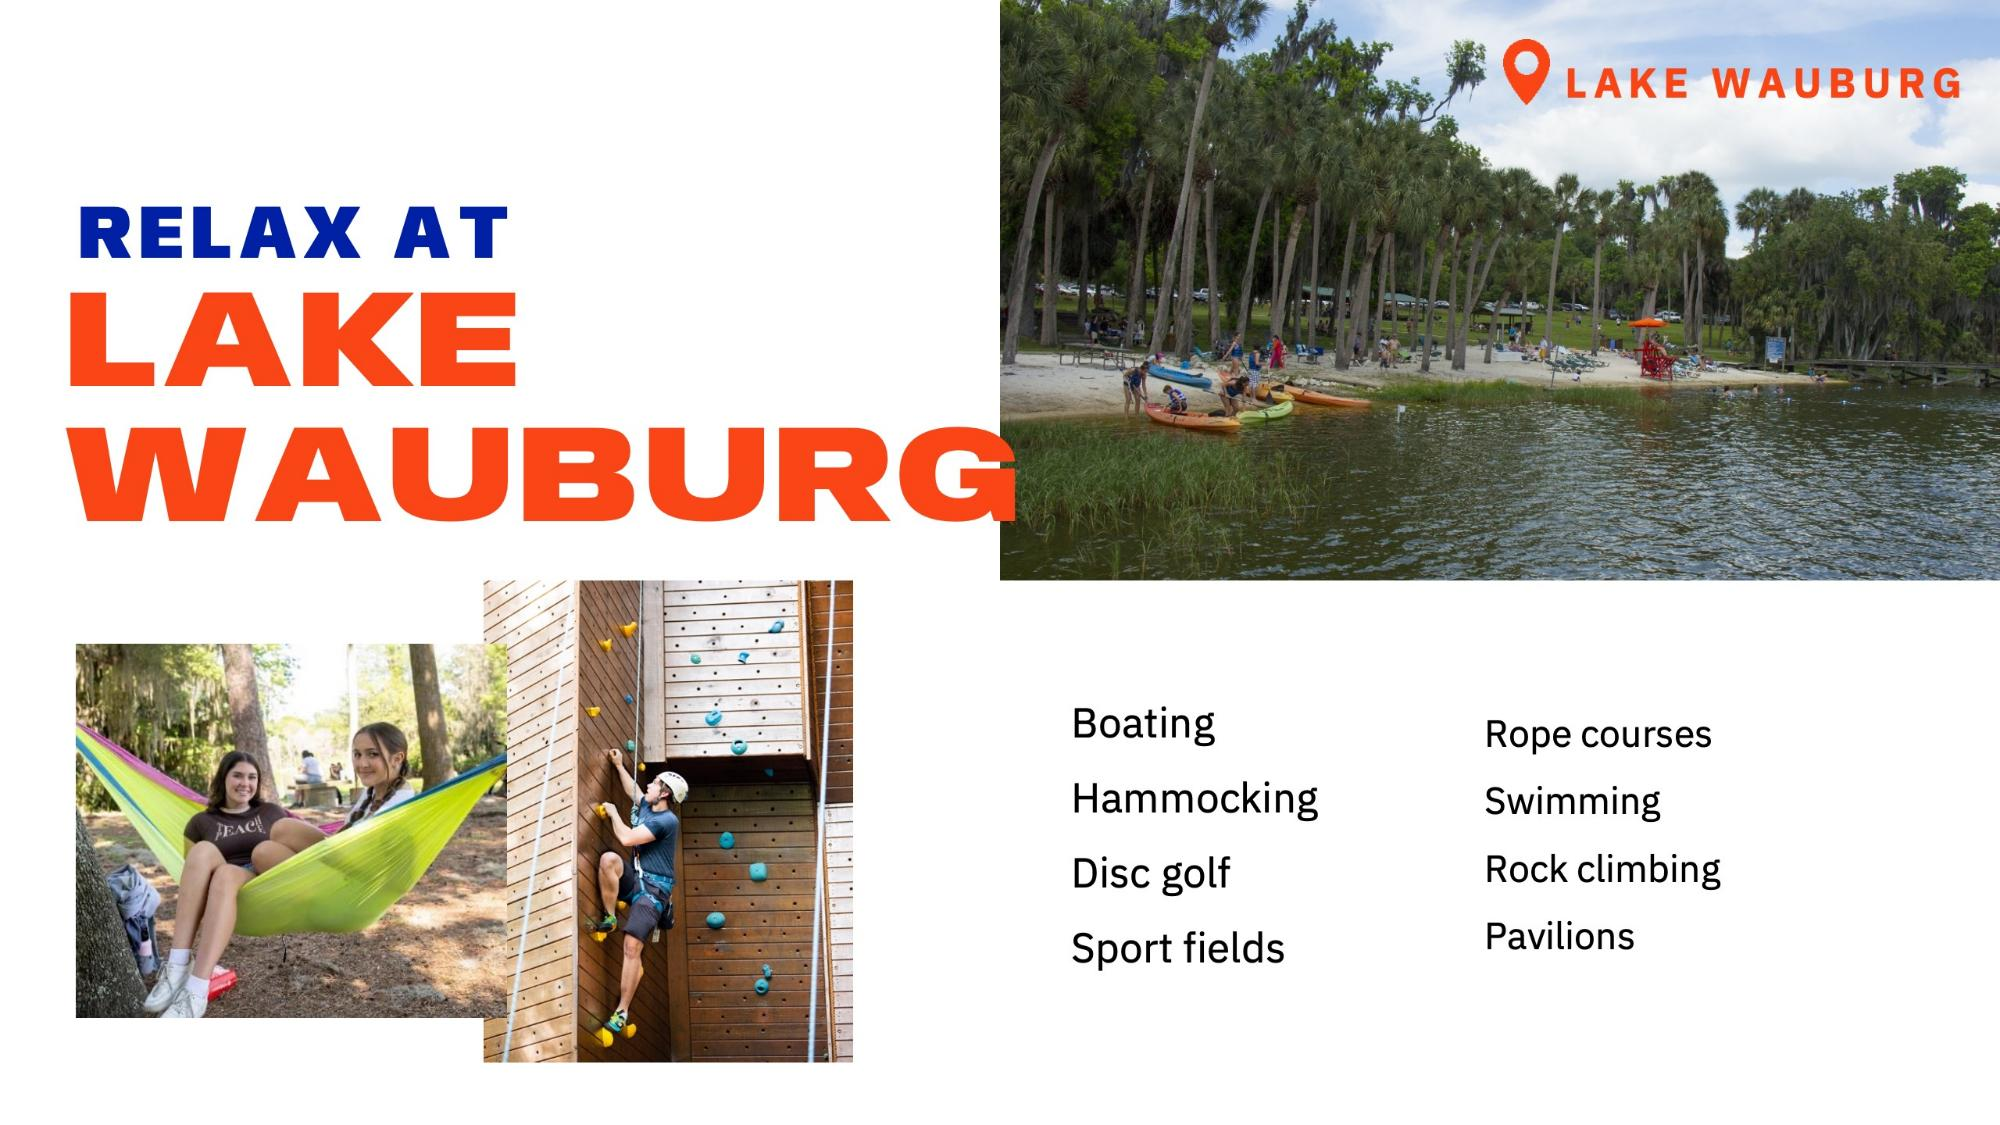 RELAX AT
LAKE
WAUBURG
LAKE WAUBURG
Boating
Hammocking
Disc golf
Sport fields
Rope courses
Swimming
Rock climbing
Pavilions